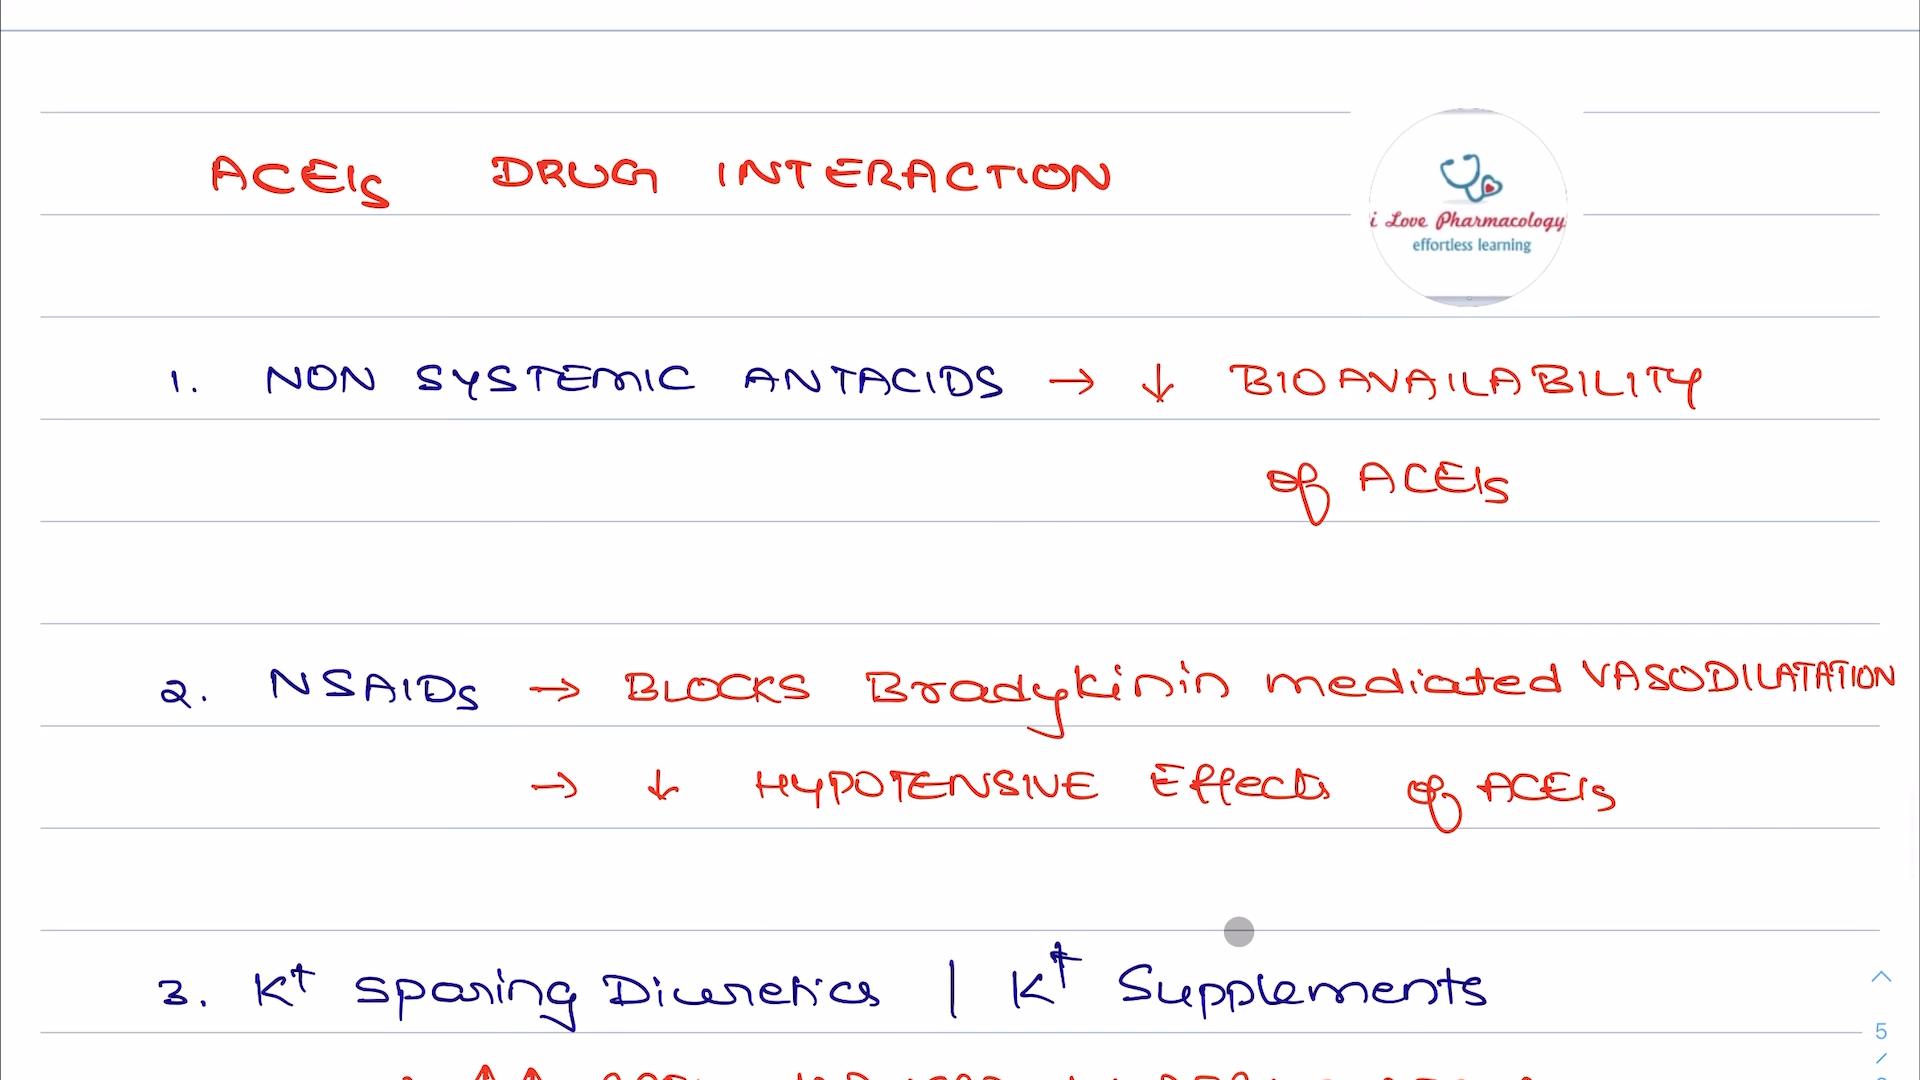 ACEIs DRUG INTERACTION
i Love Pharmacology
effortless learning
1. NON SYSTEMIC ANTACIDS → ↓ BIOAVAILABILITY
of ACEIs
2. NSAIDs → BLOCKS Bradykinin mediated VASODILATATION
→ ↓ HYPOTENSIVE Effects of ACEIs
3. K+ Sparing Diuretics | K+ Supplements
5